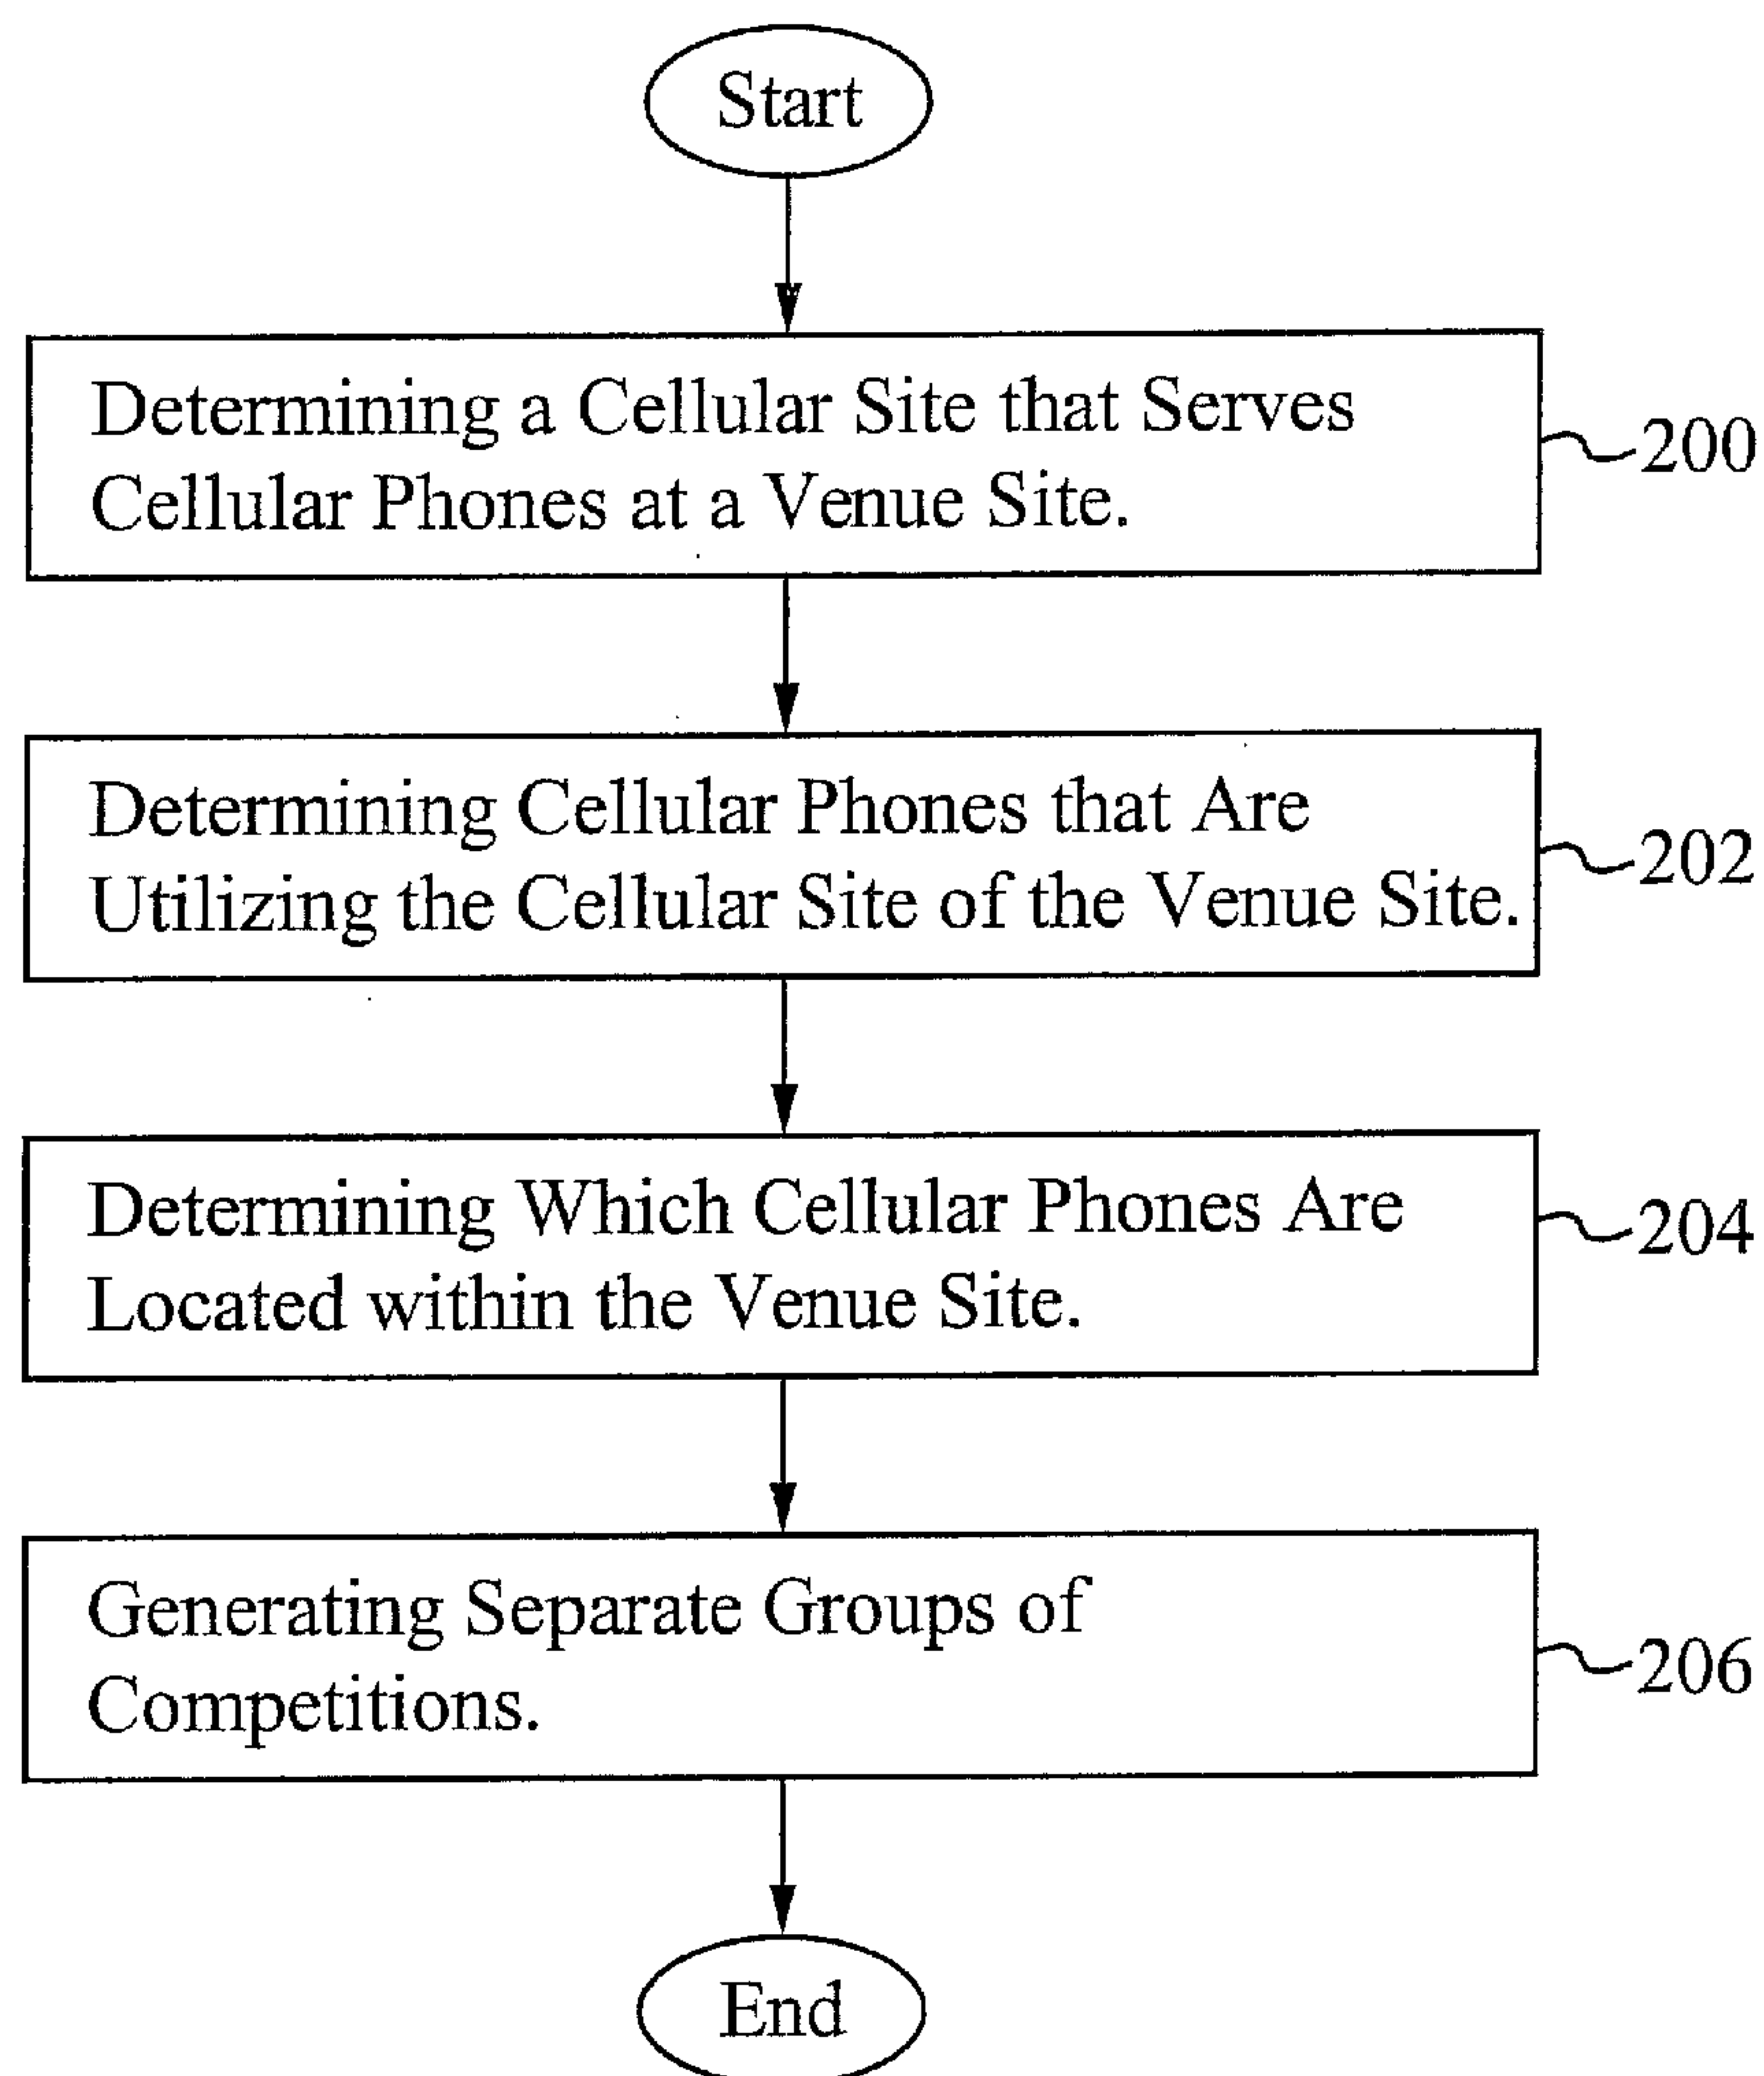 Start
Determining a Cellular Site that Serves
Cellular Phones at a Venue Site.
200
Determining Cellular Phones that Are
Utilizing the Cellular Site of the Venue Site.
202
Determining Which Cellular Phones Are
Located within the Venue Site.
204
Generating Separate Groups of
Competitions.
206
End